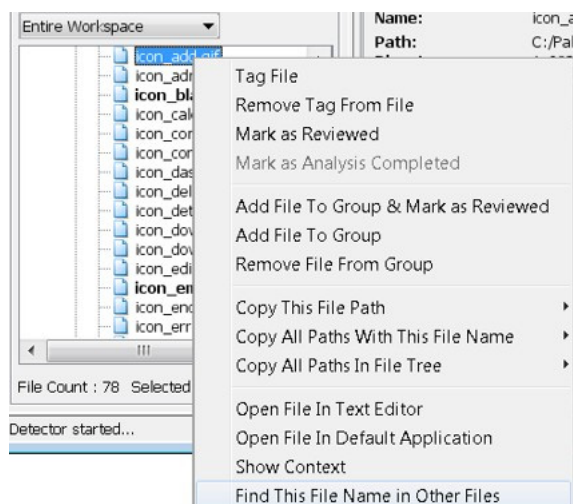 Entire Workspace
icon_add.gif
icon_adr
icon_bla
icon_cal
icon_cor
icon_cor
icon_das
icon_del
icon_det
icon_dov
icon_dov
icon_edi
icon_en
icon_enc
icon_err
File Count : 78 Selected
Detector started...
Name: icon_a
Path: C:/Pal
Tag File
Remove Tag From File
Mark as Reviewed
Mark as Analysis Completed
Add File To Group & Mark as Reviewed
Add File To Group
Remove File From Group
Copy This File Path
Copy All Paths With This File Name
Copy All Paths In File Tree
Open File In Text Editor
Open File In Default Application
Show Context
Find This File Name in Other Files